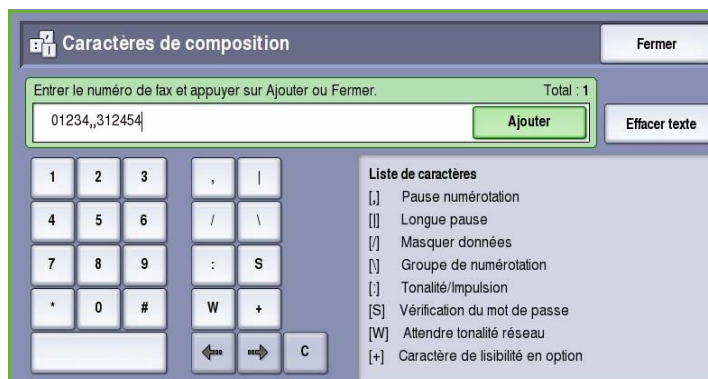 Caractères de composition
Fermer
Entrer le numéro de fax et appuyer sur Ajouter ou Fermer.
Total : 1
01234,,312454
Ajouter
Effacer texte
1 2 3 , |
4 5 6 / \
7 8 9 : S
* 0 # W +
C
Liste de caractères
[,] Pause numérotation
[|] Longue pause
[/] Masquer données
[\] Groupe de numérotation
[:] Tonalité/Impulsion
[S] Vérification du mot de passe
[W] Attendre tonalité réseau
[+] Caractère de lisibilité en option